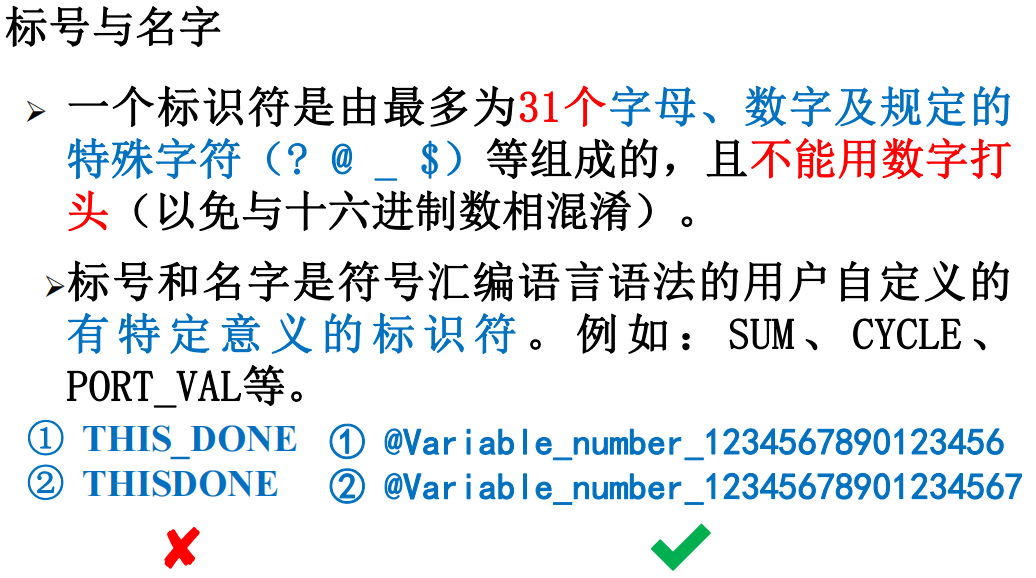 标号与名字
➢ 一个标识符是由最多为31个字母、数字及规定的
特殊字符（? @ _ $）等组成的，且不能用数字打
头（以免与十六进制数相混淆）。
➢标号和名字是符号汇编语言语法的用户自定义的
有特定意义的标识符。例如：SUM、CYCLE、
PORT_VAL等。
① THIS_DONE ① @Variable_number_1234567890123456
② THISDONE ② @Variable_number_12345678901234567
✘ ✔